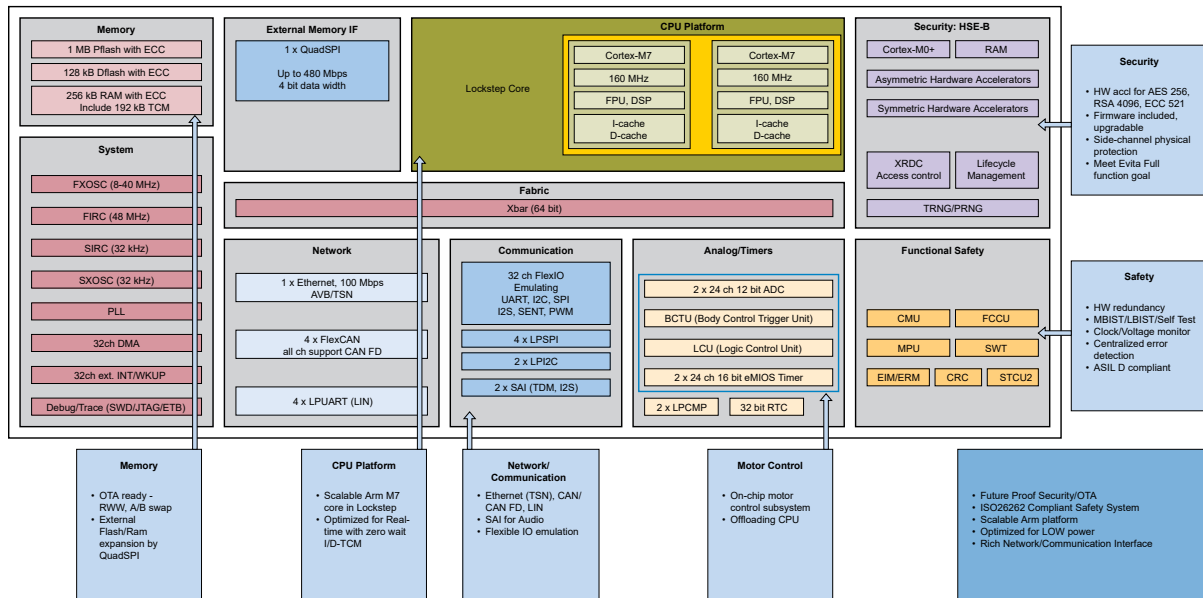 Memory
1 MB Pflash with ECC
128 kB Dflash with ECC
256 kB RAM with ECC
Include 192 kB TCM
External Memory IF
1 x QuadSPI
Up to 480 Mbps
4 bit data width
CPU Platform
Lockstep Core
Cortex-M7
160 MHz
FPU, DSP
I-cache
D-cache
Cortex-M7
160 MHz
FPU, DSP
I-cache
D-cache
Security: HSE-B
Cortex-M0+
RAM
Asymmetric Hardware Accelerators
Symmetric Hardware Accelerators
XRDC
Access control
Lifecycle
Management
TRNG/PRNG
Security
• HW accl for AES 256,
RSA 4096, ECC 521
• Firmware included,
upgradable
• Side-channel physical
protection
• Meet Evita Full
function goal
System
FXOSC (8-40 MHz)
FIRC (48 MHz)
SIRC (32 kHz)
SXOSC (32 kHz)
PLL
32ch DMA
32ch ext. INT/WKUP
Debug/Trace (SWD/JTAG/ETB)
Fabric
Xbar (64 bit)
Network
1 x Ethernet, 100 Mbps
AVB/TSN
4 x FlexCAN
all ch support CAN FD
4 x LPUART (LIN)
Communication
32 ch FlexIO
Emulating
UART, I2C, SPI
I2S, SENT, PWM
4 x LPSPI
2 x LPI2C
2 x SAI (TDM, I2S)
Analog/Timers
2 x 24 ch 12 bit ADC
BCTU (Body Control Trigger Unit)
LCU (Logic Control Unit)
2 x 24 ch 16 bit eMIOS Timer
2 x LPCMP
32 bit RTC
Functional Safety
CMU
FCCU
MPU
SWT
EIM/ERM
CRC
STCU2
Safety
• HW redundancy
• MBIST/LBIST/Self Test
• Clock/Voltage monitor
• Centralized error
detection
• ASIL D compliant
Memory
• OTA ready -
RWW, A/B swap
• External
Flash/Ram
expansion by
QuadSPI
CPU Platform
• Scalable Arm M7
core in Lockstep
• Optimized for Real-
time with zero wait
I/D-TCM
Network/
Communication
• Ethernet (TSN), CAN/
CAN FD, LIN
• SAI for Audio
• Flexible IO emulation
Motor Control
• On-chip motor
control subsystem
• Offloading CPU
• Future Proof Security/OTA
• ISO26262 Compliant Safety System
• Scalable Arm platform
• Optimized for LOW power
• Rich Network/Communication Interface